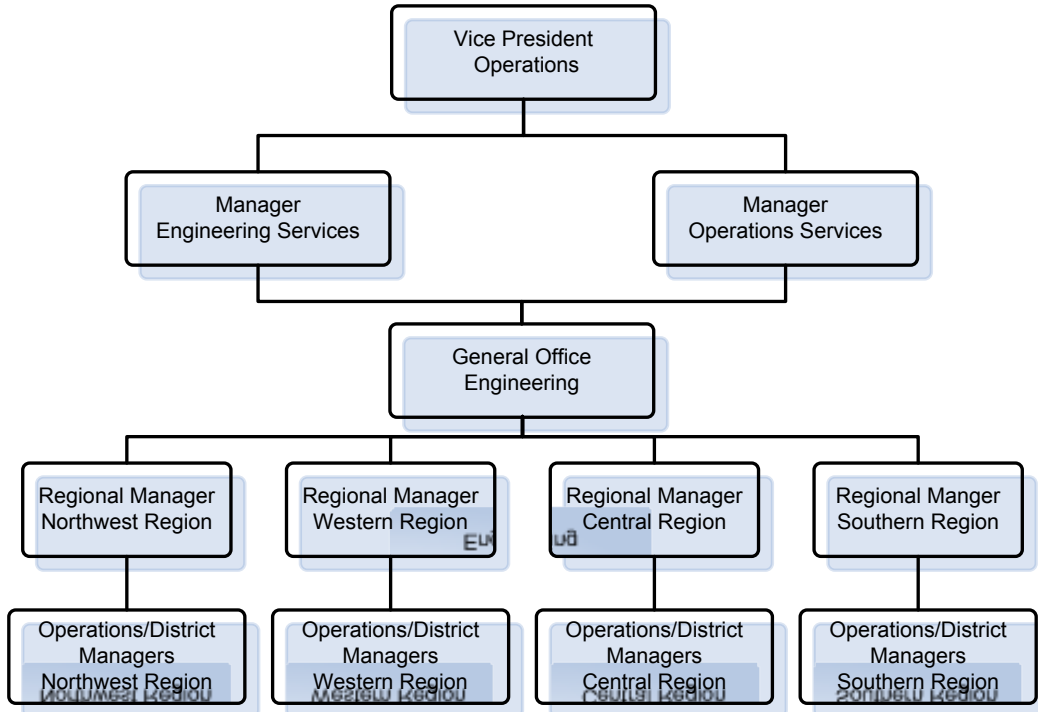 Vice President
Operations
Manager
Engineering Services
Manager
Operations Services
General Office
Engineering
Regional Manager
Northwest Region
Regional Manager
Western Region
Regional Manager
Central Region
Regional Manger
Southern Region
Operations/District
Managers
Northwest Region
Operations/District
Managers
Western Region
Operations/District
Managers
Central Region
Operations/District
Managers
Southern Region